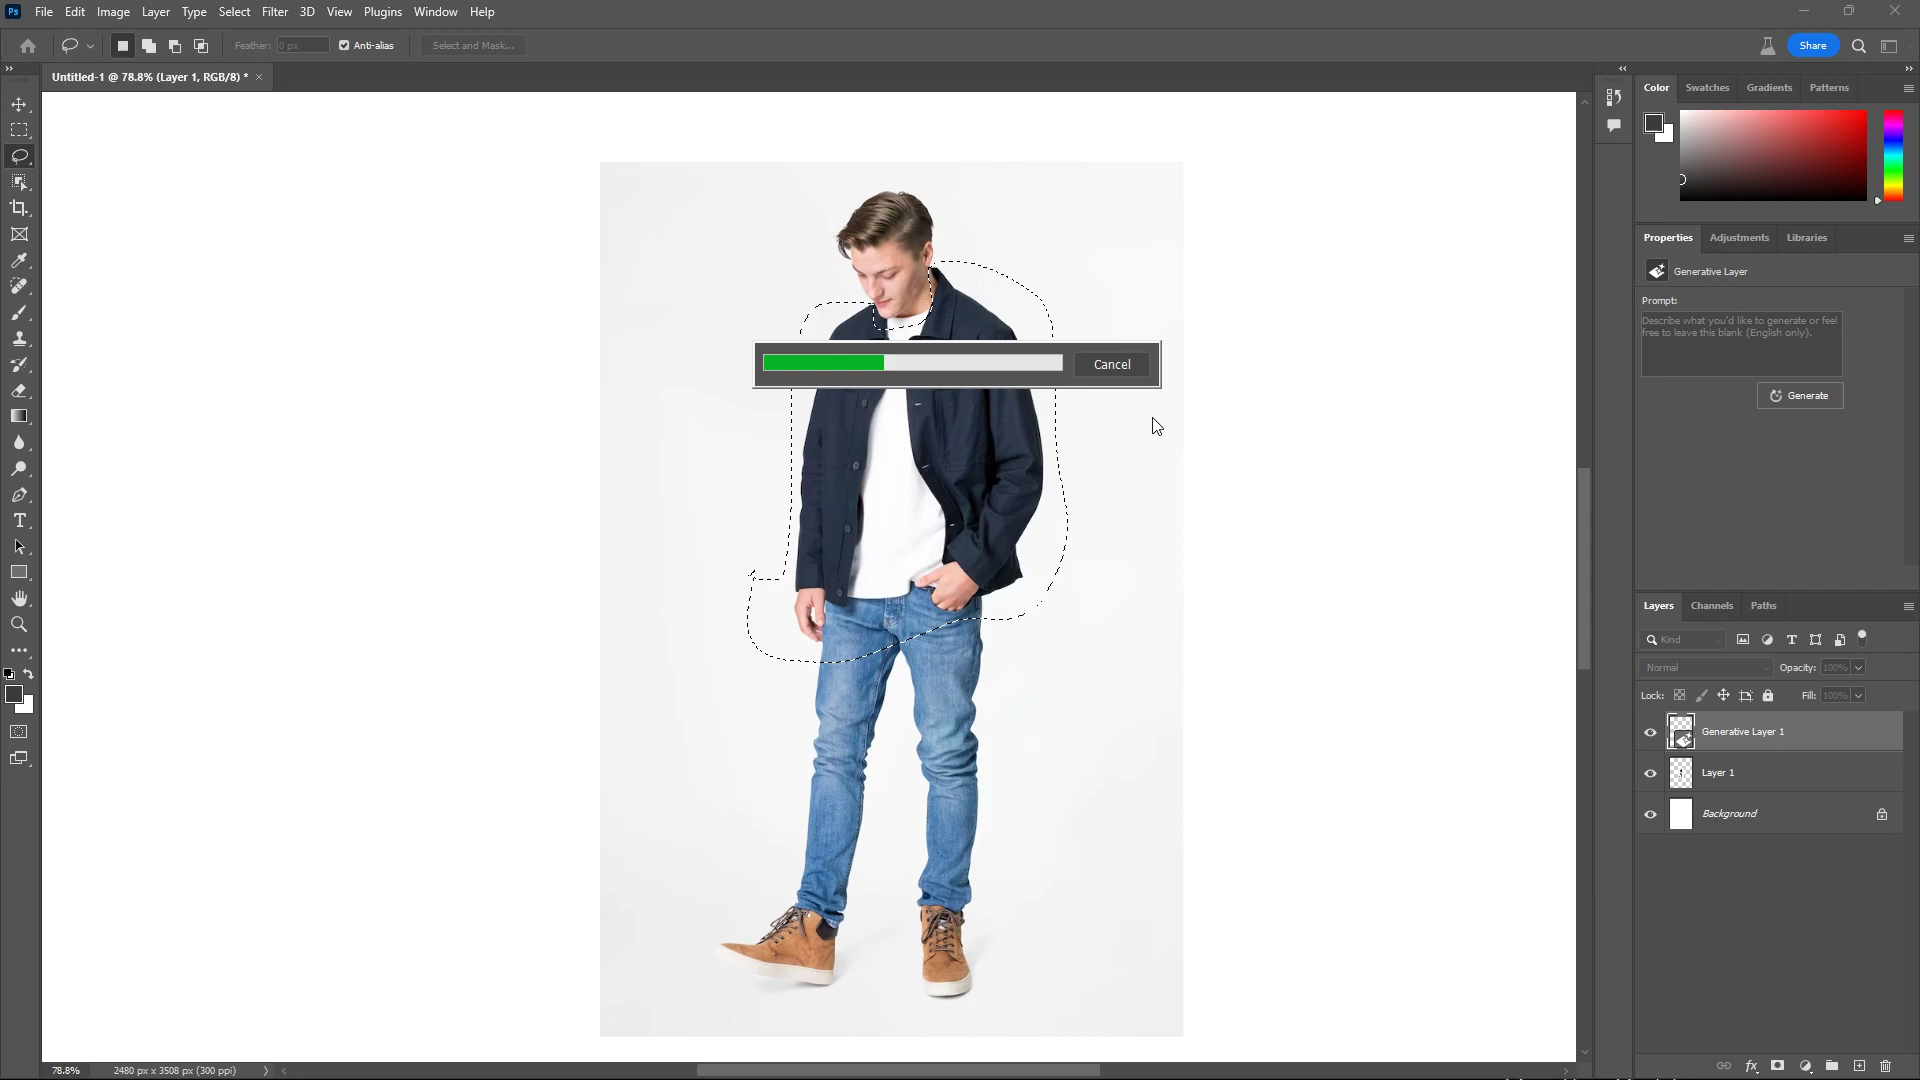 Ps File Edit Image Layer Type Select Filter 3D View Plugins Window Help
Feather: 0 px Anti-alias Select and Mask... Share
Untitled-1 @ 78.8% (Layer 1, RGB/8) *
Color Swatches Gradients Patterns
Properties Adjustments Libraries
Generative Layer
Prompt:
Describe what you'd like to generate or feel
free to leave this blank (English only).
Cancel
Generate
Layers Channels Paths
Kind
Normal Opacity: 100%
Lock: Fill: 100%
Generative Layer 1
Layer 1
Background
78.8% 2480 px x 3508 px (300 ppi)